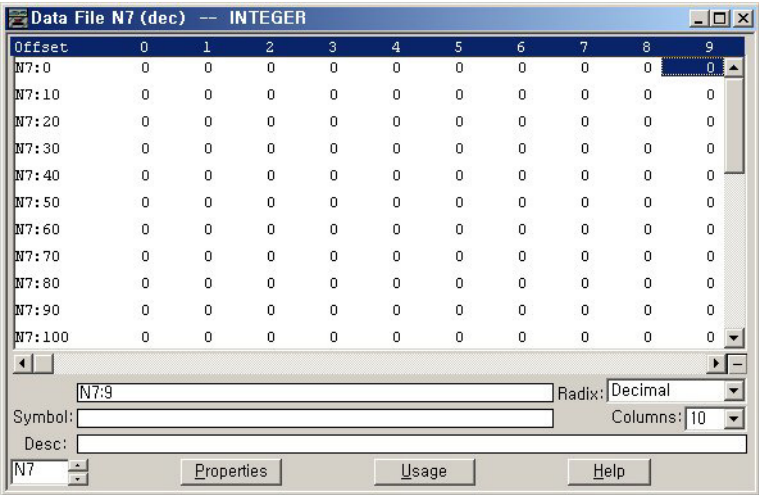 Data File N7 (dec) -- INTEGER
Offset 0 1 2 3 4 5 6 7 8 9
N7:0 0 0 0 0 0 0 0 0 0 0
N7:10 0 0 0 0 0 0 0 0 0 0
N7:20 0 0 0 0 0 0 0 0 0 0
N7:30 0 0 0 0 0 0 0 0 0 0
N7:40 0 0 0 0 0 0 0 0 0 0
N7:50 0 0 0 0 0 0 0 0 0 0
N7:60 0 0 0 0 0 0 0 0 0 0
N7:70 0 0 0 0 0 0 0 0 0 0
N7:80 0 0 0 0 0 0 0 0 0 0
N7:90 0 0 0 0 0 0 0 0 0 0
N7:100 0 0 0 0 0 0 0 0 0 0
N7:9 Radix: Decimal
Symbol: Columns: 10
Desc:
N7 Properties Usage Help